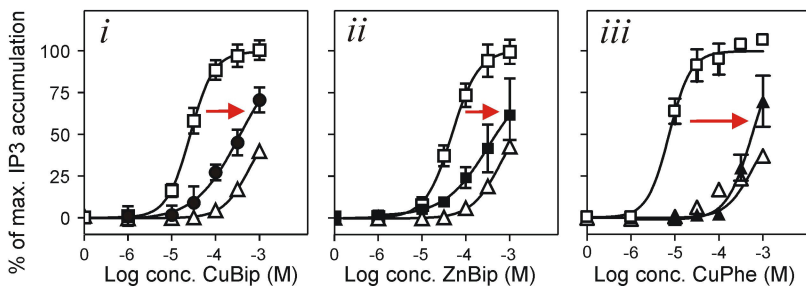 i ii iii
% of max. IP3 accumulation
100
75
50
25
0
0 -6 -5 -4 -3
0 -6 -5 -4 -3
0 -6 -5 -4 -3
Log conc. CuBip (M)
Log conc. ZnBip (M)
Log conc. CuPhe (M)